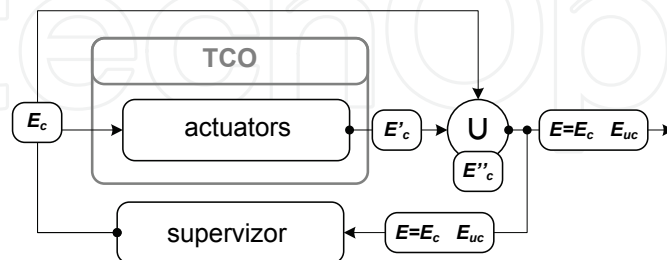 TCO
E_c
actuators
E'_c
U
E=E_c E_uc
E''_c
supervizor
E=E_c E_uc